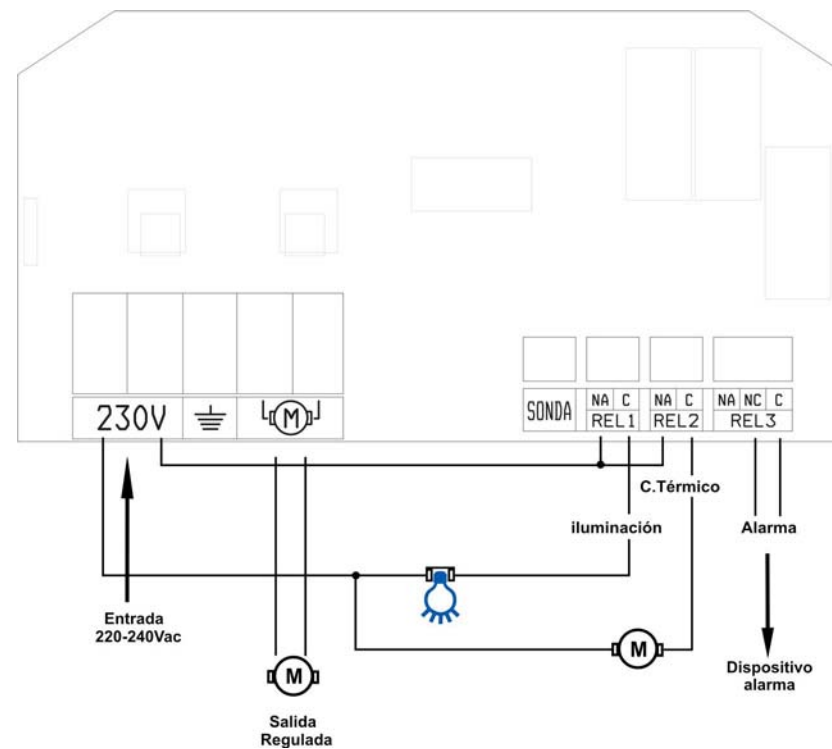 230V
M
SONDA
NA C
REL1
NA C
REL2
NA NC C
REL3
C.Térmico
iluminación
Alarma
Entrada
220-240Vac
M
Salida
Regulada
M
Dispositivo
alarma